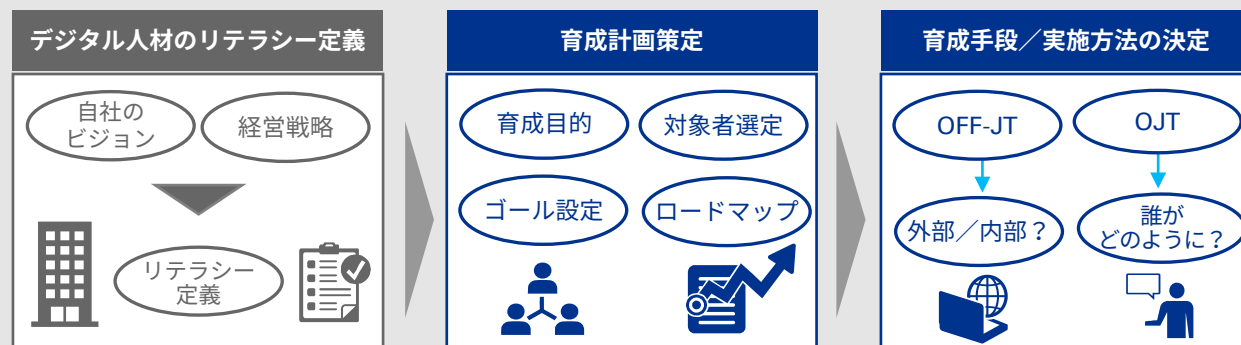 デジタル人材のリテラシー定義
自社の
ビジョン
経営戦略
リテラシー
定義
育成計画策定
育成目的
対象者選定
ゴール設定
ロードマップ
育成手段／実施方法の決定
OFF-JT
OJT
外部／内部？
誰が
どのように？